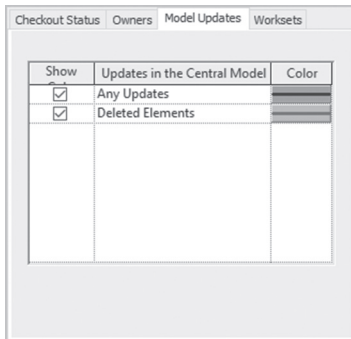 Checkout Status Owners Model Updates Worksets
Show Updates in the Central Model Color
Any Updates
Deleted Elements